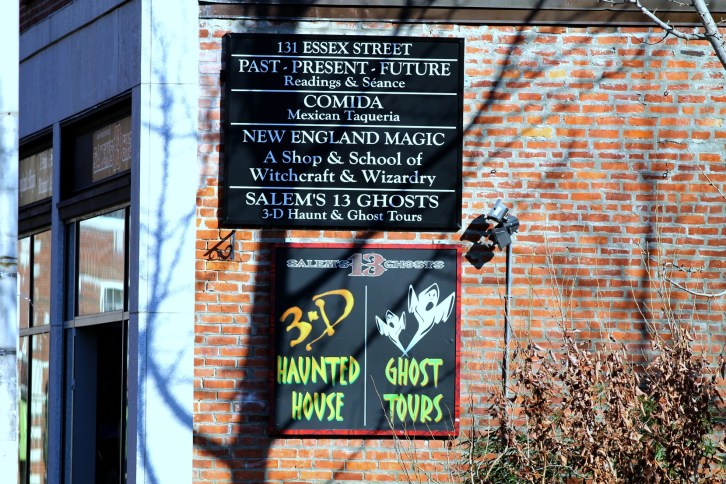 131 ESSEX STREET
PAST - PRESENT - FUTURE
Readings & Séance
COMIDA
Mexican Taqueria
NEW ENGLAND MAGIC
A Shop & School of
Witchcraft & Wizardry
SALEM'S 13 GHOSTS
3-D Haunt & Ghost Tours
SALEM'S 13 GHOSTS
3-D
HAUNTED
HOUSE
GHOST
TOURS